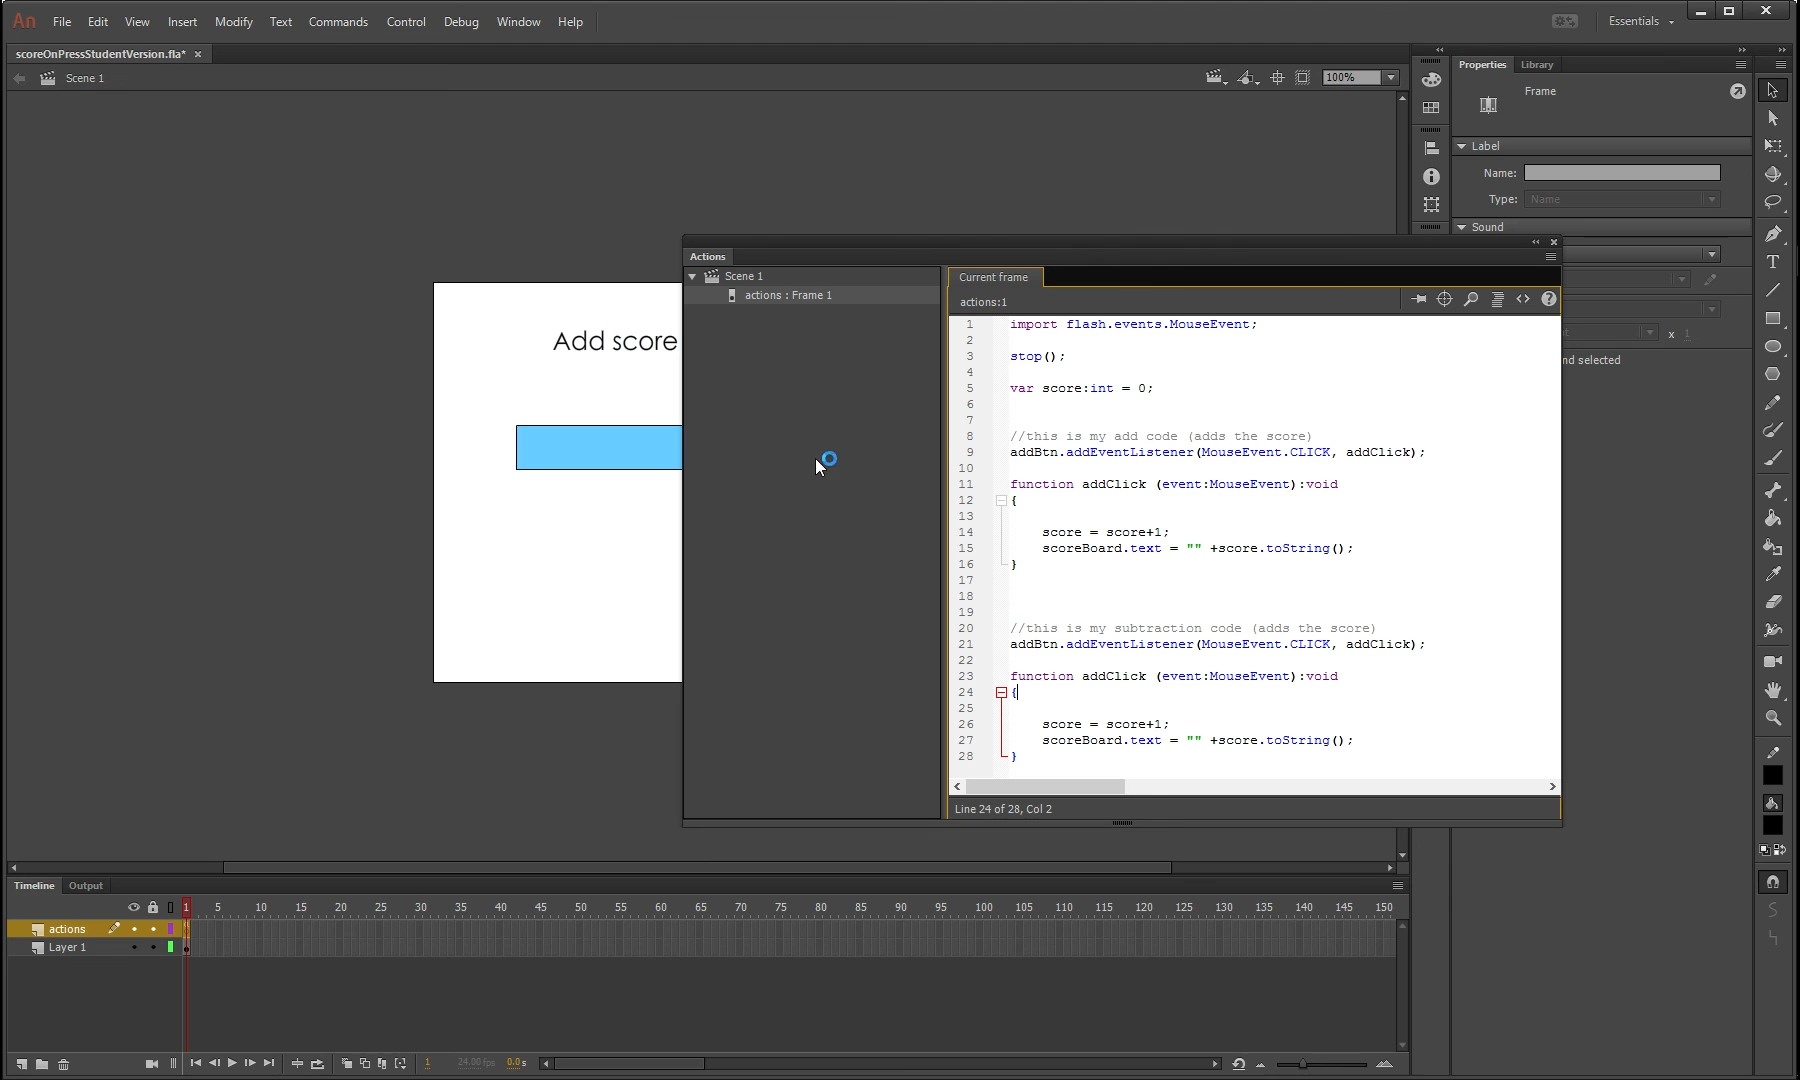 An File Edit View Insert Modify Text Commands Control Debug Window Help Essentials
scoreOnPressStudentVersion.fla* ×
Scene 1 100%
Properties Library
Frame
Label
Name:
Type: Name
Sound
x 1
nd selected
Add score
Actions
Scene 1
actions : Frame 1
Current frame
actions:1
1 import flash.events.MouseEvent;
2
3 stop();
4
5 var score:int = 0;
6
7
8 //this is my add code (adds the score)
9 addBtn.addEventListener(MouseEvent.CLICK, addClick);
10
11 function addClick (event:MouseEvent):void
12 {
13
14 score = score+1;
15 scoreBoard.text = "" +score.toString();
16 }
17
18
19
20 //this is my subtraction code (adds the score)
21 addBtn.addEventListener(MouseEvent.CLICK, addClick);
22
23 function addClick (event:MouseEvent):void
24 {
25
26 score = score+1;
27 scoreBoard.text = "" +score.toString();
28 }
Line 24 of 28, Col 2
Timeline Output
1 5 10 15 20 25 30 35 40 45 50 55 60 65 70 75 80 85 90 95 100 105 110 115 120 125 130 135 140 145 150
actions
Layer 1
1 24.00 fps 0.0 s